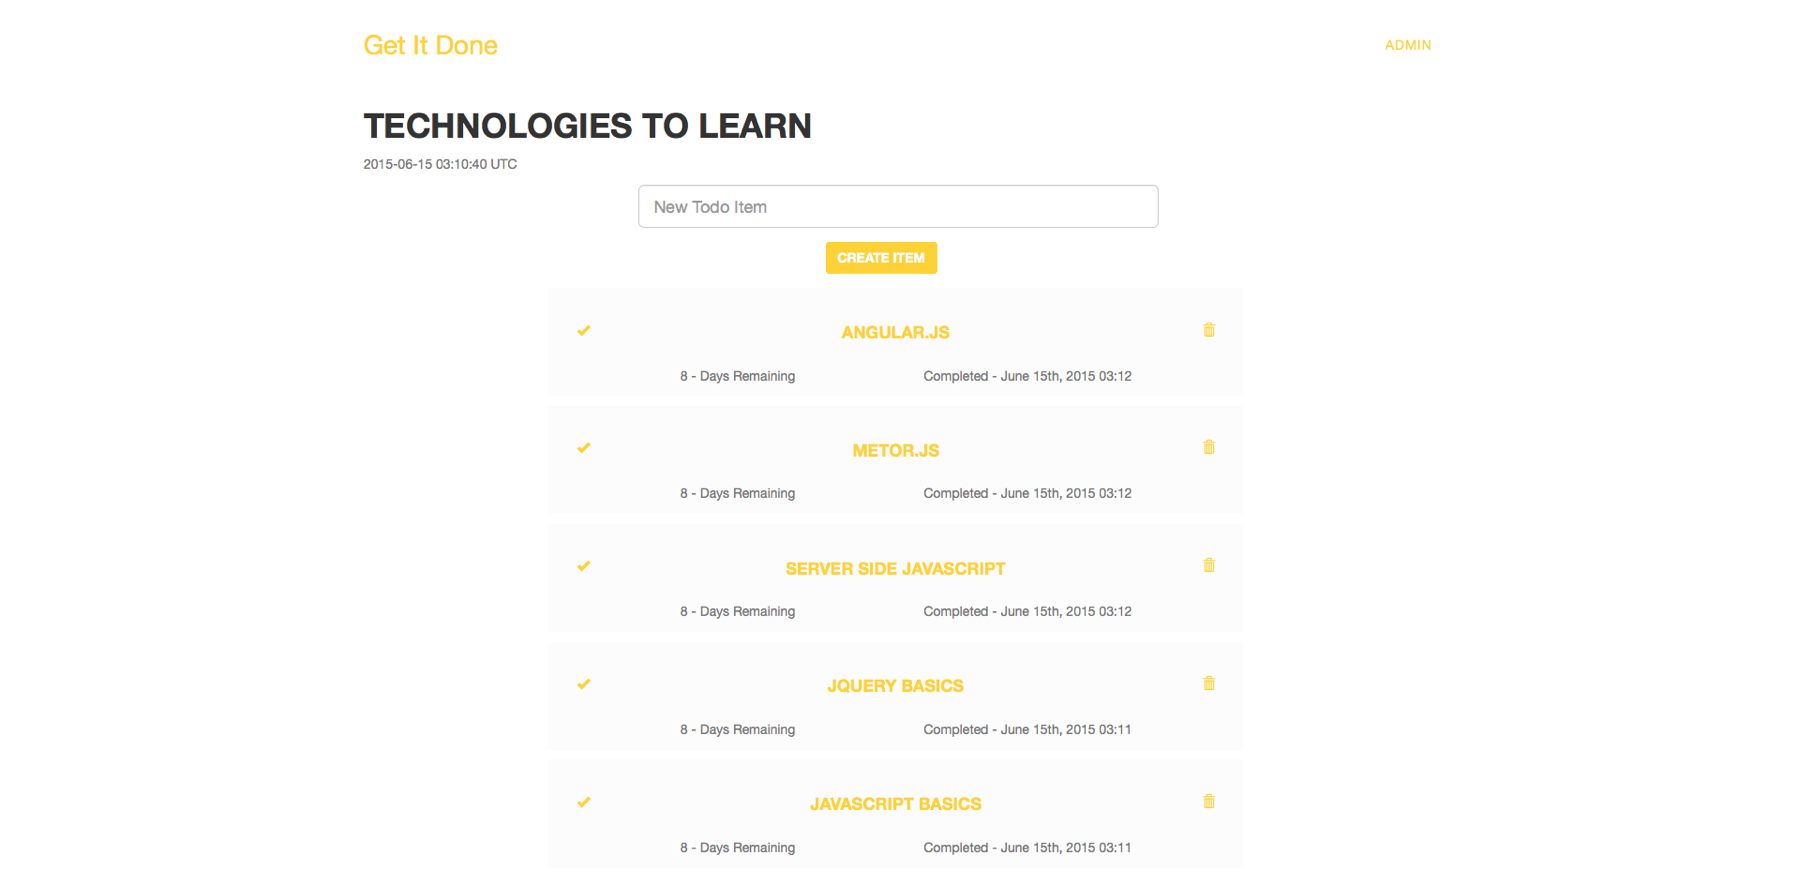 Get It Done
ADMIN
TECHNOLOGIES TO LEARN
2015-06-15 03:10:40 UTC
New Todo Item
CREATE ITEM
ANGULAR.JS
8 - Days Remaining Completed - June 15th, 2015 03:12
METOR.JS
8 - Days Remaining Completed - June 15th, 2015 03:12
SERVER SIDE JAVASCRIPT
8 - Days Remaining Completed - June 15th, 2015 03:12
JQUERY BASICS
8 - Days Remaining Completed - June 15th, 2015 03:11
JAVASCRIPT BASICS
8 - Days Remaining Completed - June 15th, 2015 03:11